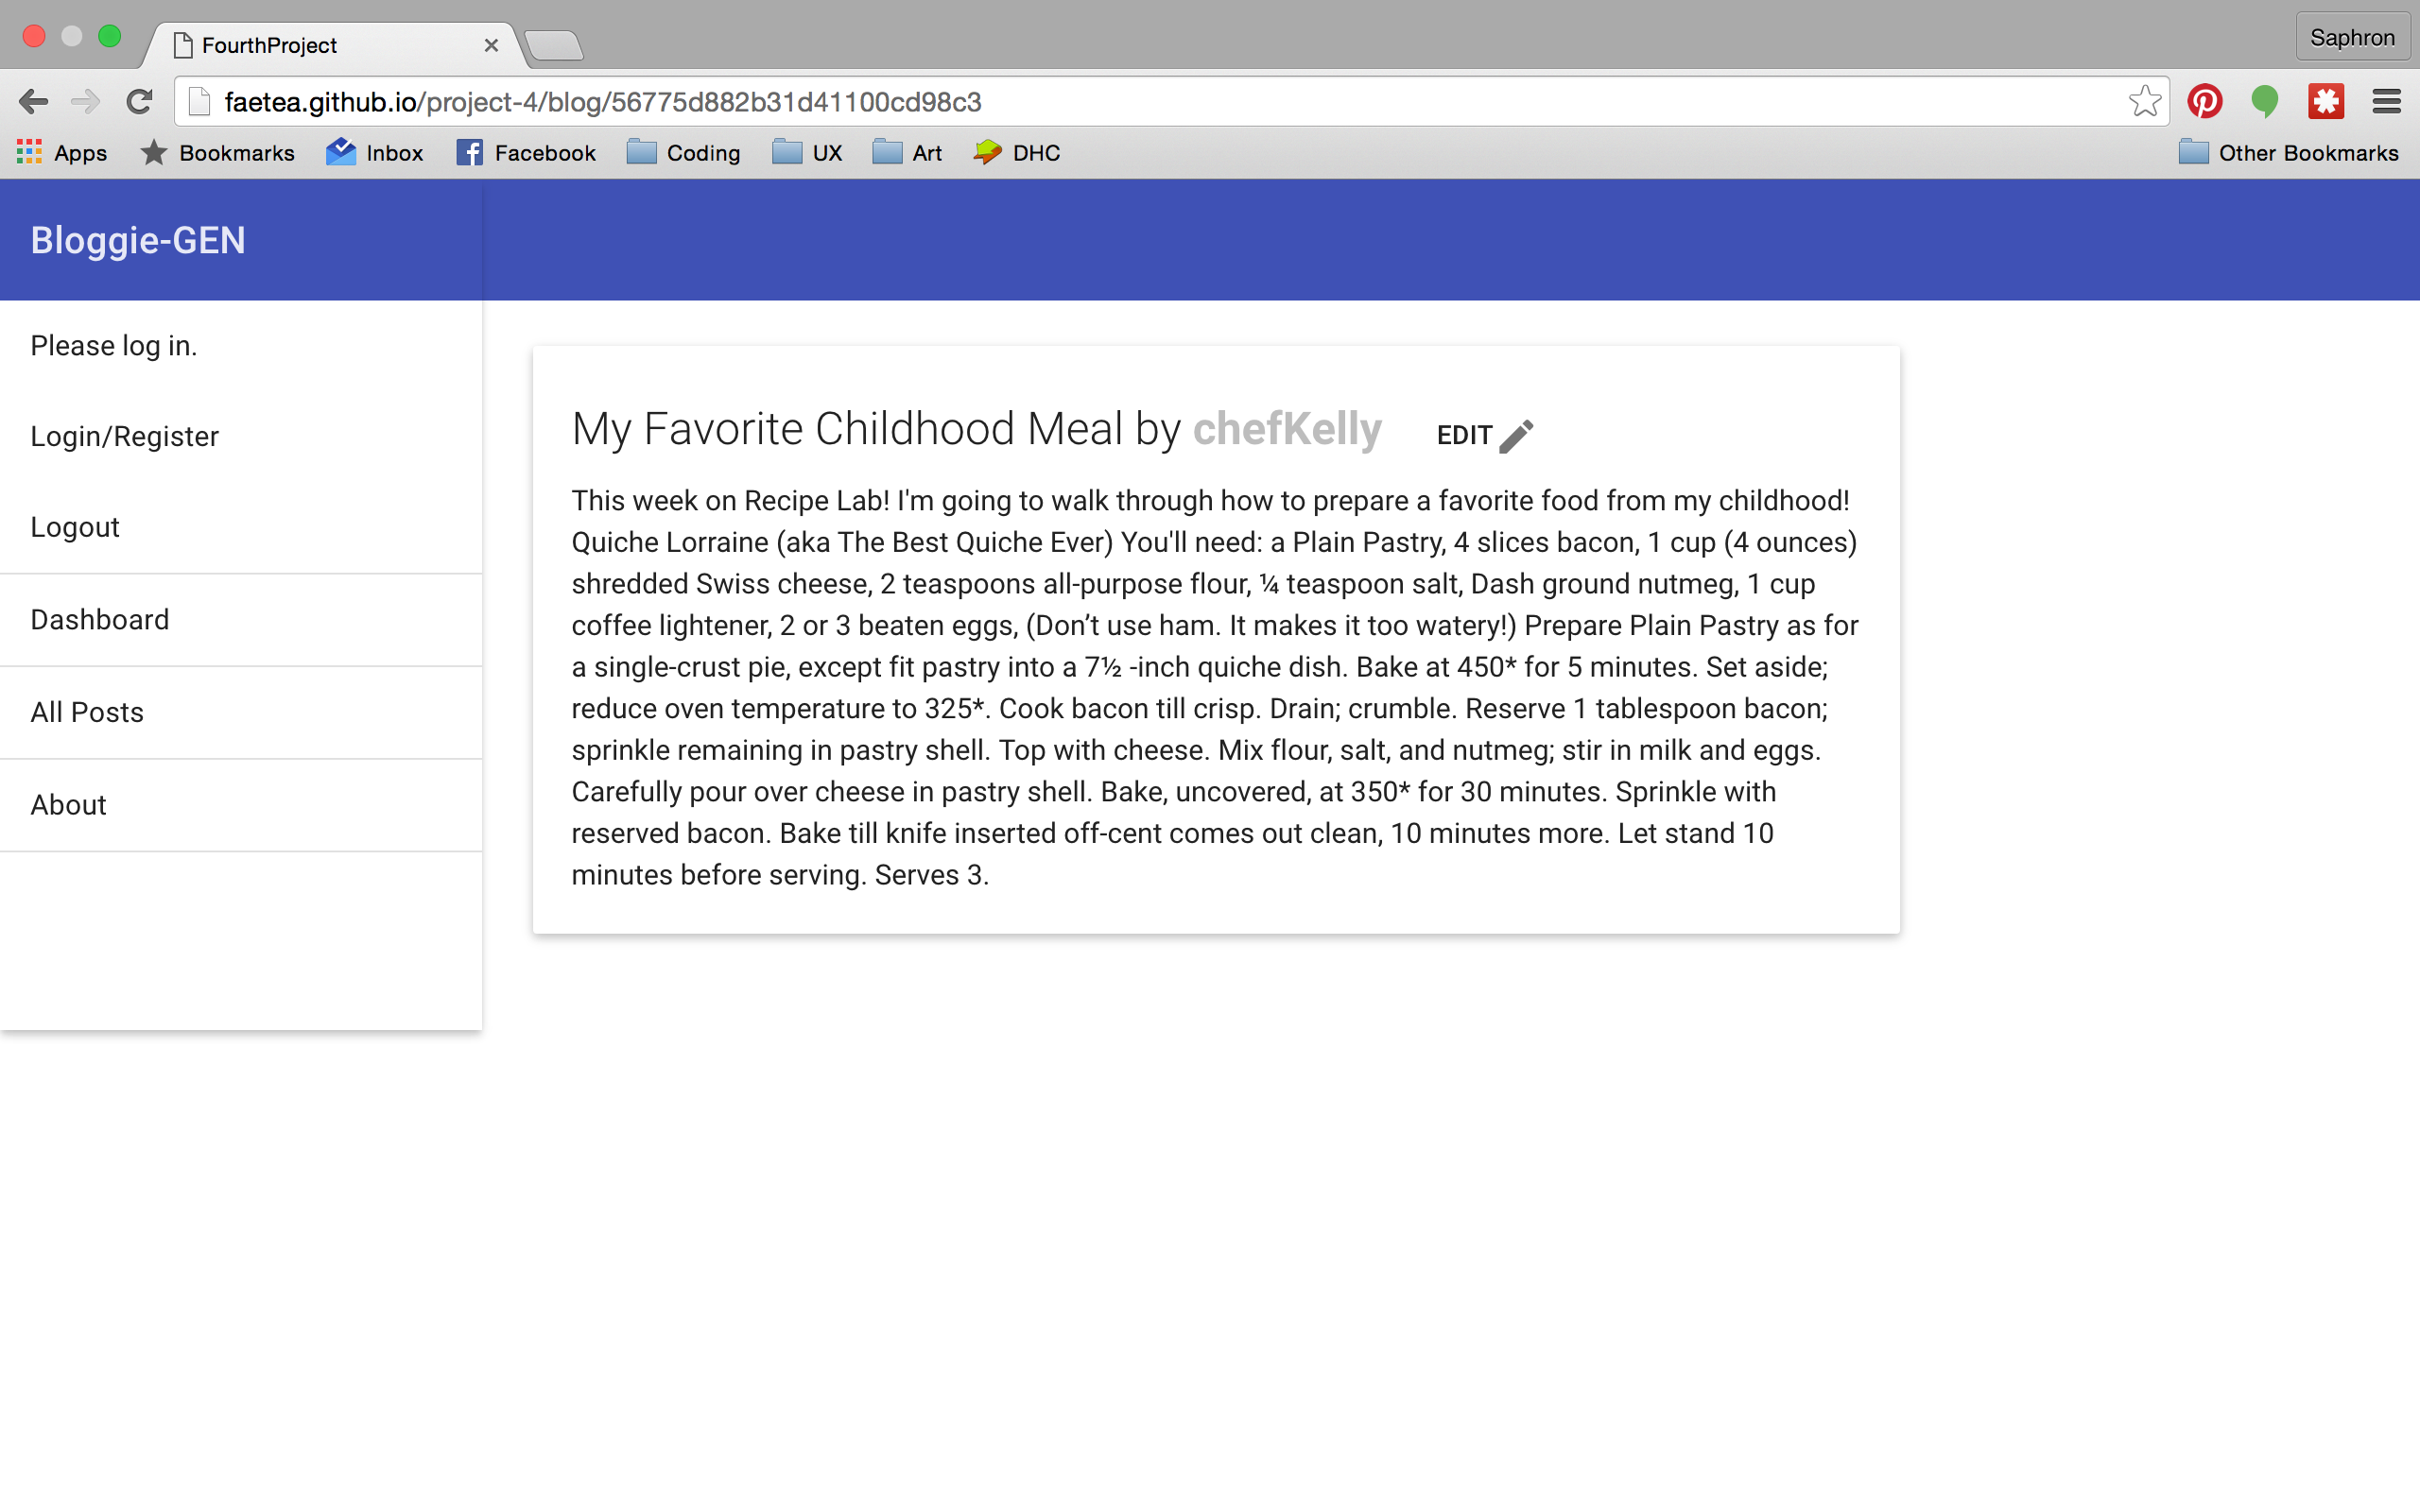 FourthProject
Saphron
faetea.github.io/project-4/blog/56775d882b31d41100cd98c3
Apps Bookmarks Inbox Facebook Coding UX Art DHC Other Bookmarks
Bloggie-GEN
Please log in.
Login/Register
Logout
Dashboard
All Posts
About
My Favorite Childhood Meal by chefKelly EDIT
This week on Recipe Lab! I'm going to walk through how to prepare a favorite food from my childhood!
Quiche Lorraine (aka The Best Quiche Ever) You'll need: a Plain Pastry, 4 slices bacon, 1 cup (4 ounces)
shredded Swiss cheese, 2 teaspoons all-purpose flour, ¼ teaspoon salt, Dash ground nutmeg, 1 cup
coffee lightener, 2 or 3 beaten eggs, (Don’t use ham. It makes it too watery!) Prepare Plain Pastry as for
a single-crust pie, except fit pastry into a 7½ -inch quiche dish. Bake at 450* for 5 minutes. Set aside;
reduce oven temperature to 325*. Cook bacon till crisp. Drain; crumble. Reserve 1 tablespoon bacon;
sprinkle remaining in pastry shell. Top with cheese. Mix flour, salt, and nutmeg; stir in milk and eggs.
Carefully pour over cheese in pastry shell. Bake, uncovered, at 350* for 30 minutes. Sprinkle with
reserved bacon. Bake till knife inserted off-cent comes out clean, 10 minutes more. Let stand 10
minutes before serving. Serves 3.